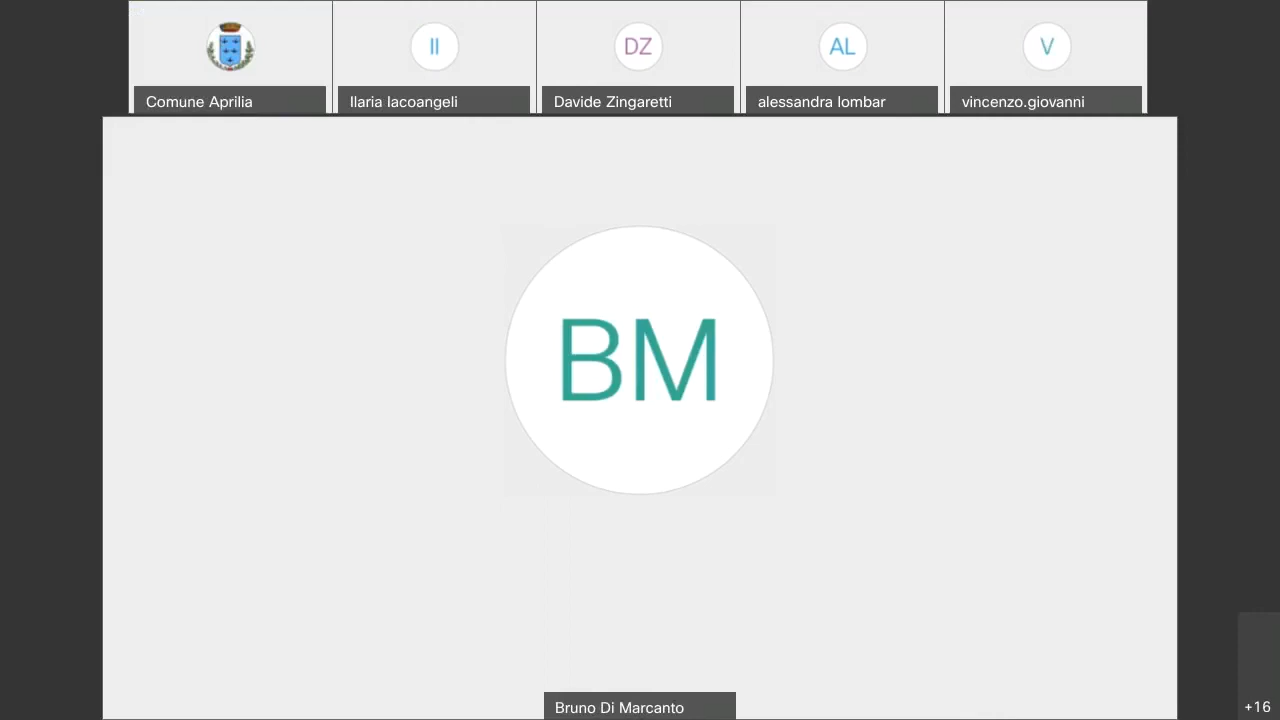 II
DZ
AL
V
Comune Aprilia
Ilaria Iacoangeli
Davide Zingaretti
alessandra lombar
vincenzo.giovanni
BM
Bruno Di Marcanto
+16